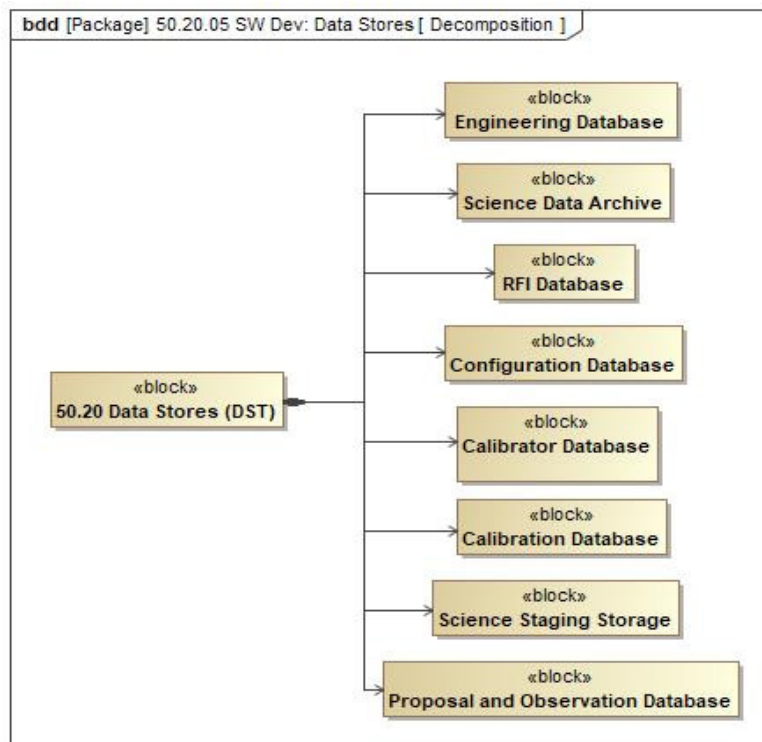 bdd [Package] 50.20.05 SW Dev: Data Stores [ Decomposition ]
«block»
Engineering Database
«block»
Science Data Archive
«block»
RFI Database
«block»
Configuration Database
«block»
50.20 Data Stores (DST)
«block»
Calibrator Database
«block»
Calibration Database
«block»
Science Staging Storage
«block»
Proposal and Observation Database